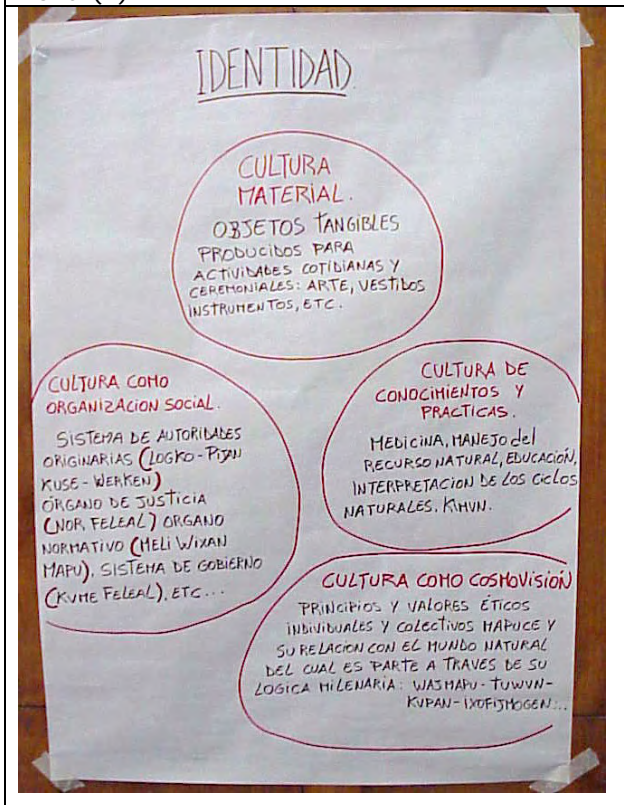 IDENTIDAD
CULTURA
MATERIAL.
OBJETOS TANGIBLES
PRODUCIDOS PARA
ACTIVIDADES COTIDIANAS Y
CEREMONIALES: ARTE, VESTIDOS
INSTRUMENTOS, ETC.
CULTURA COMO
ORGANIZACION SOCIAL.
SISTEMA DE AUTORIDADES
ORIGINARIAS (LOGKO - PIJAN
KUSE - WERKEN)
ÓRGANO DE JUSTICIA
(NOR FELEAL) ORGANO
NORMATIVO (MELI WIXAN
MAPU), SISTEMA DE GOBIERNO
(KVME FELEAL), ETC...
CULTURA DE
CONOCIMIENTOS Y
PRACTICAS.
MEDICINA, MANEJO del
RECURSO NATURAL, EDUCACIÓN,
INTERPRETACION DE LOS CICLOS
NATURALES, KIMVN.
CULTURA COMO COSMOVISIÓN
PRINCIPIOS Y VALORES ÉTICOS
INDIVIDUALES Y COLECTIVOS MAPUCE Y
SU RELACION CON EL MUNDO NATURAL
DEL CUAL ES PARTE A TRAVES DE SU
LOGICA MILENARIA: WAJMAPU - TUWVN -
KVPAN - IXOFIJMOGEN...